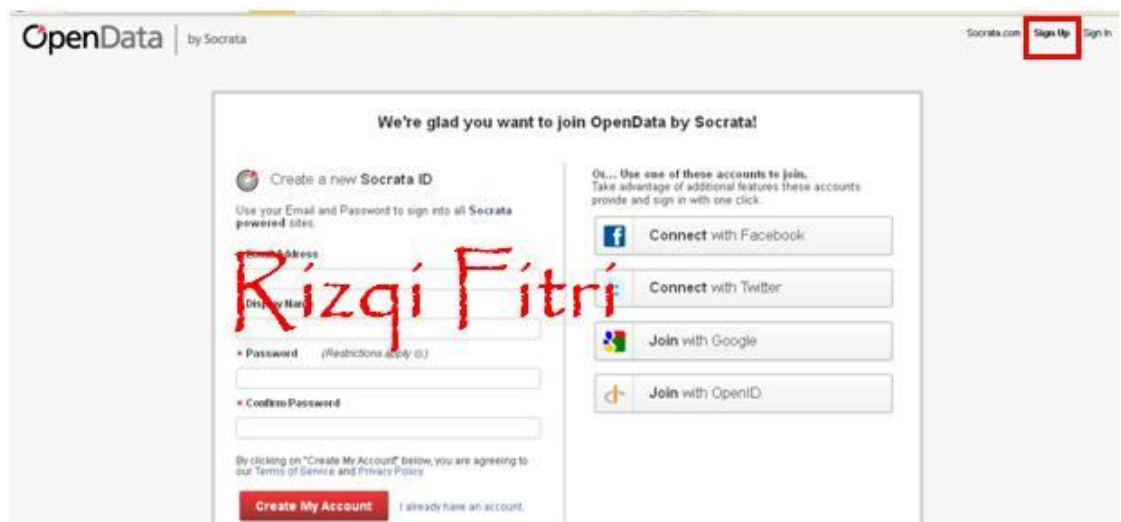 OpenData | by Socrata
Socrata.com Sign Up Sign In
We're glad you want to join OpenData by Socrata!
Create a new Socrata ID
Use your Email and Password to sign into all Socrata
powered sites.
Email Address
Display Name
* Password (Restrictions apply)
* Confirm Password
By clicking on "Create My Account" below, you are agreeing to
our Terms of Service and Privacy Policy
Create My Account I already have an account.
Or... Use one of these accounts to join.
Take advantage of additional features these accounts
provide and sign in with one click.
Connect with Facebook
Connect with Twitter
Join with Google
Join with OpenID
Rizqi Fitri